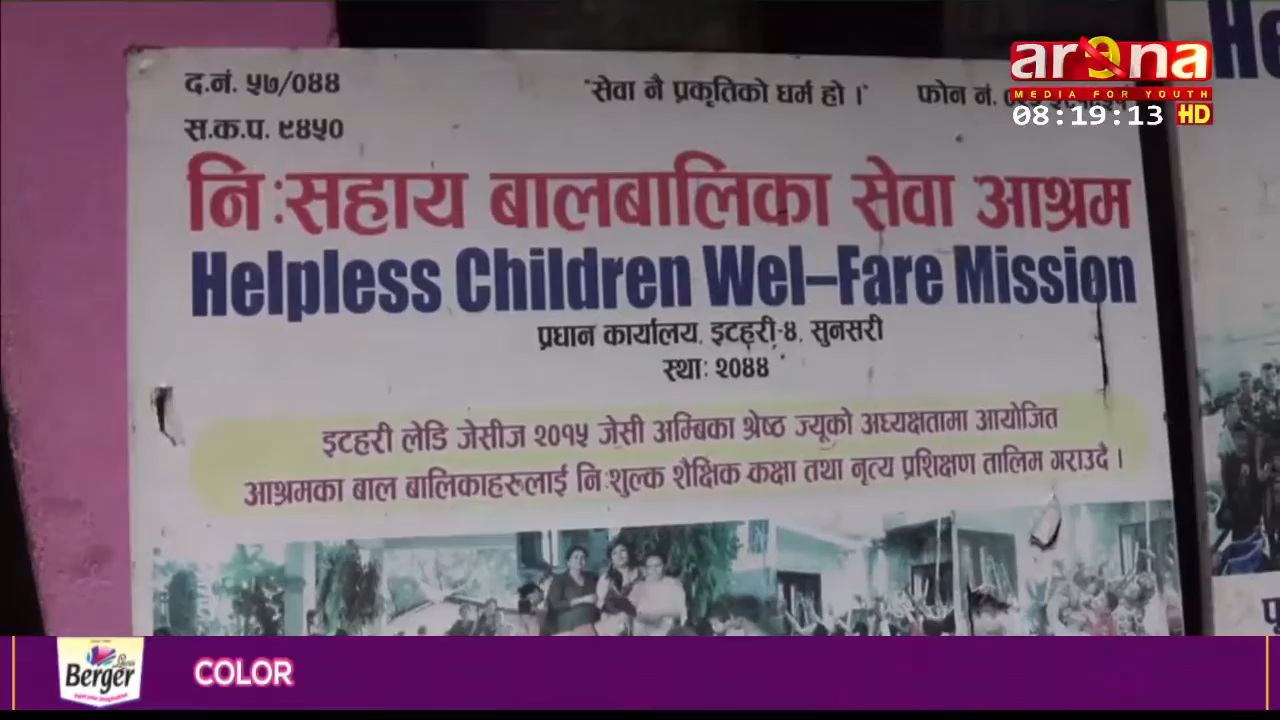 द.नं. ५७/०४४
"सेवा नै प्रकृतिको धर्म हो ।"
फोन नं.
स.क.प. ९४५०
नि:सहाय बालबालिका सेवा आश्रम
Helpless Children Wel-Fare Mission
प्रधान कार्यालय, इटहरी-४, सुनसरी
स्था: २०४४
इटहरी लेडि जेसीज २०१५ जेसी अम्बिका श्रेष्ठ ज्यूको अध्यक्षतामा आयोजित
आश्रमका बाल बालिकाहरुलाई नि:शुल्क शैक्षिक कक्षा तथा नृत्य प्रशिक्षण तालिम गराउदै ।
He
arena
MEDIA FOR YOUTH
08:19:13 HD
Berger
COLOR